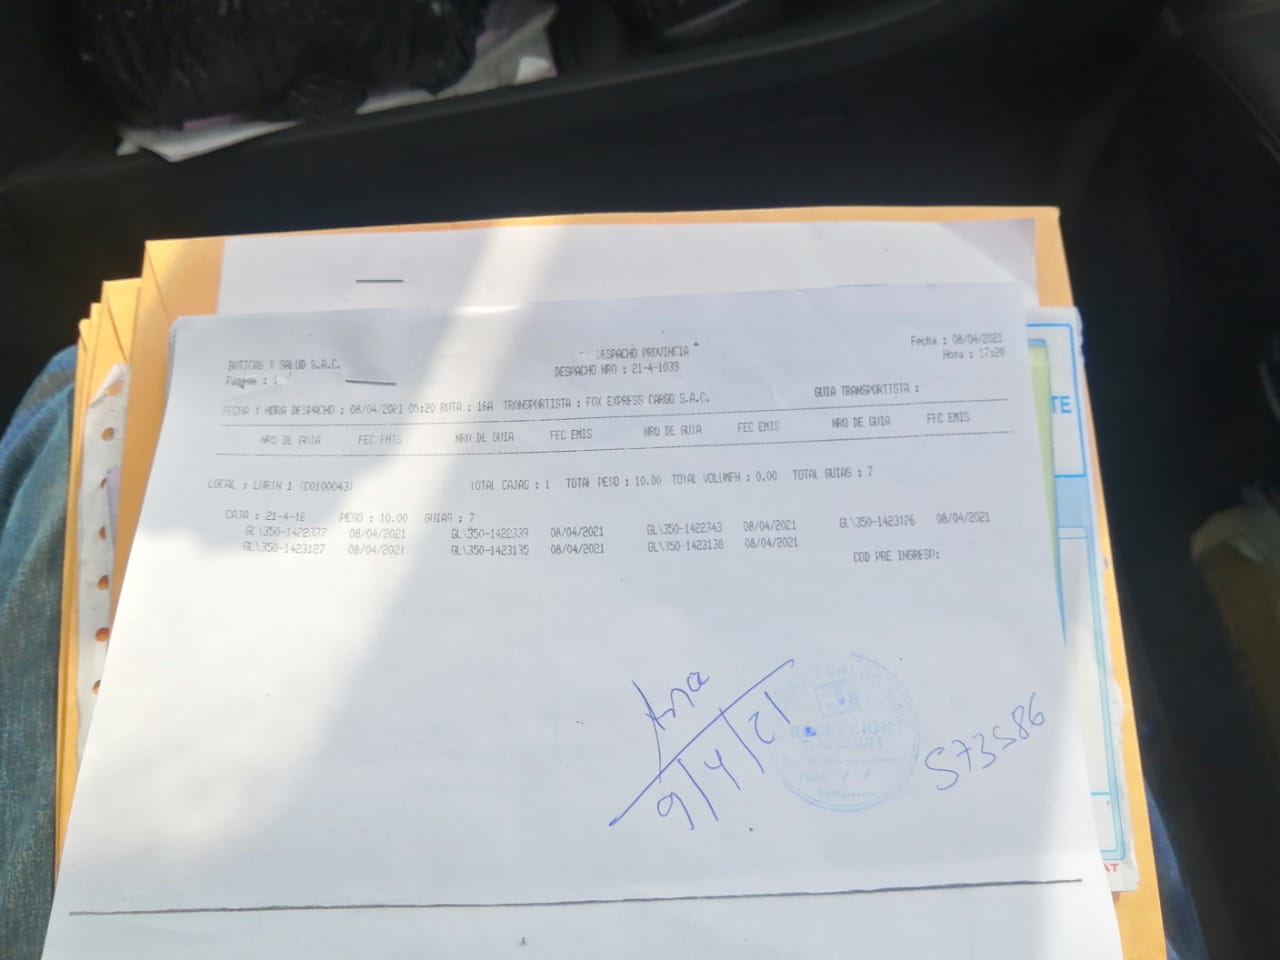 BOTICAS Y SALUD S.A.C.
DESPACHO PROVINCIA
Fecha : 08/04/2021
Pagina : 1
DESPACHO NRO : 21-4-1039
Hora : 17:20
FECHA Y HORA DESPACHO : 08/04/2021 05:20 RUTA : 16A TRANSPORTISTA : FOX EXPRESS CARGO S.A.C. GUIA TRANSPORTISTA :
NRO DE GUIA FEC EMIS NRO DE GUIA FEC EMIS NRO DE GUIA FEC EMIS NRO DE GUIA FEC EMIS
LOCAL : LURIN 1 (C0100043) TOTAL CAJAS : 1 TOTAL PESO : 10.00 TOTAL VOLUMEN : 0.00 TOTAL GUIAS : 7
CAJA : 21-4-16 PESO : 10.00 GUIAS : 7
GL\350-1422337 08/04/2021 GL\350-1422339 08/04/2021 GL\350-1422343 08/04/2021 GL\350-1423126 08/04/2021
GL\350-1423127 08/04/2021 GL\350-1423135 08/04/2021 GL\350-1423138 08/04/2021
COD PRE INGRESO:
Ana
9/4/21
RECEPCION
573586
TE
AT